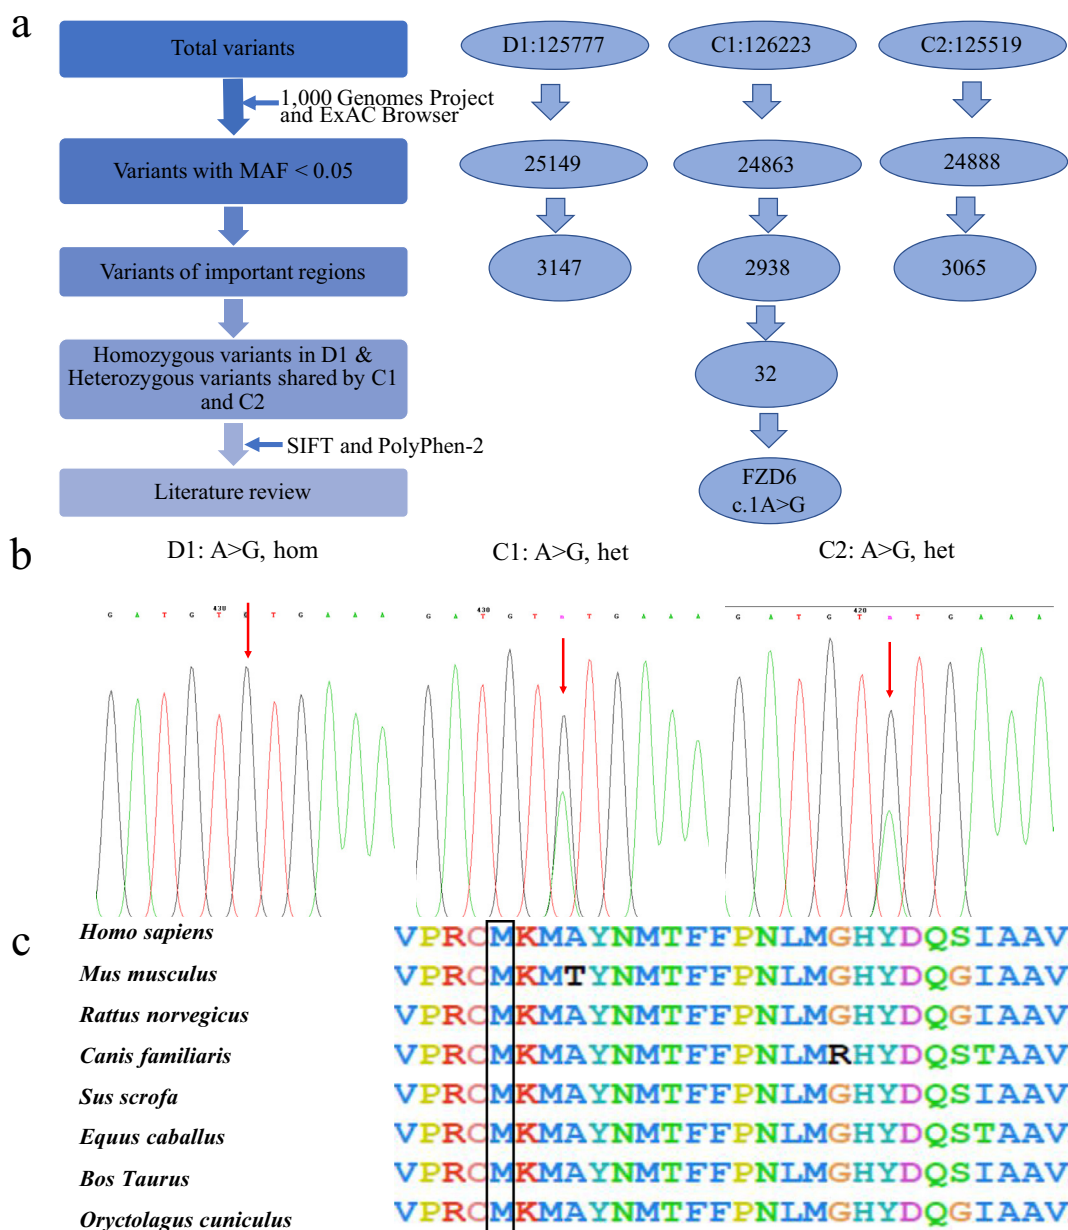 a
Total variants
D1:125777
C1:126223
C2:125519
1,000 Genomes Project
and ExAC Browser
Variants with MAF < 0.05
25149
24863
24888
Variants of important regions
3147
2938
3065
Homozygous variants in D1 &
Heterozygous variants shared by C1
and C2
32
SIFT and PolyPhen-2
Literature review
FZD6
c.1A>G
b
D1: A>G, hom
C1: A>G, het
C2: A>G, het
430
G A T G T G T G A A A
430
G A T G T n T G A A A
420
G A T G T n T G A A A
c
Homo sapiens VPRCMKMAYNMTFFPNLMGHYDQSIAAV
Mus musculus VPRCMKMTYNMTFFPNLMGHYDQGIAAV
Rattus norvegicus VPRCMKMAYNMTFFPNLMGHYDQGIAAV
Canis familiaris VPRCMKMAYNMTFFPNLMRHYDQSTAAV
Sus scrofa VPRCMKMAYNMTFFPNLMGHYDQSIAAV
Equus caballus VPRCMKMAYNMTFFPNLMGHYDQSTAAV
Bos Taurus VPRCMKMAYNMTFFPNLMGHYDQSIAAV
Oryctolagus cuniculus VPRCMKMAYNMTFFPNLMGHYDQSIAAV